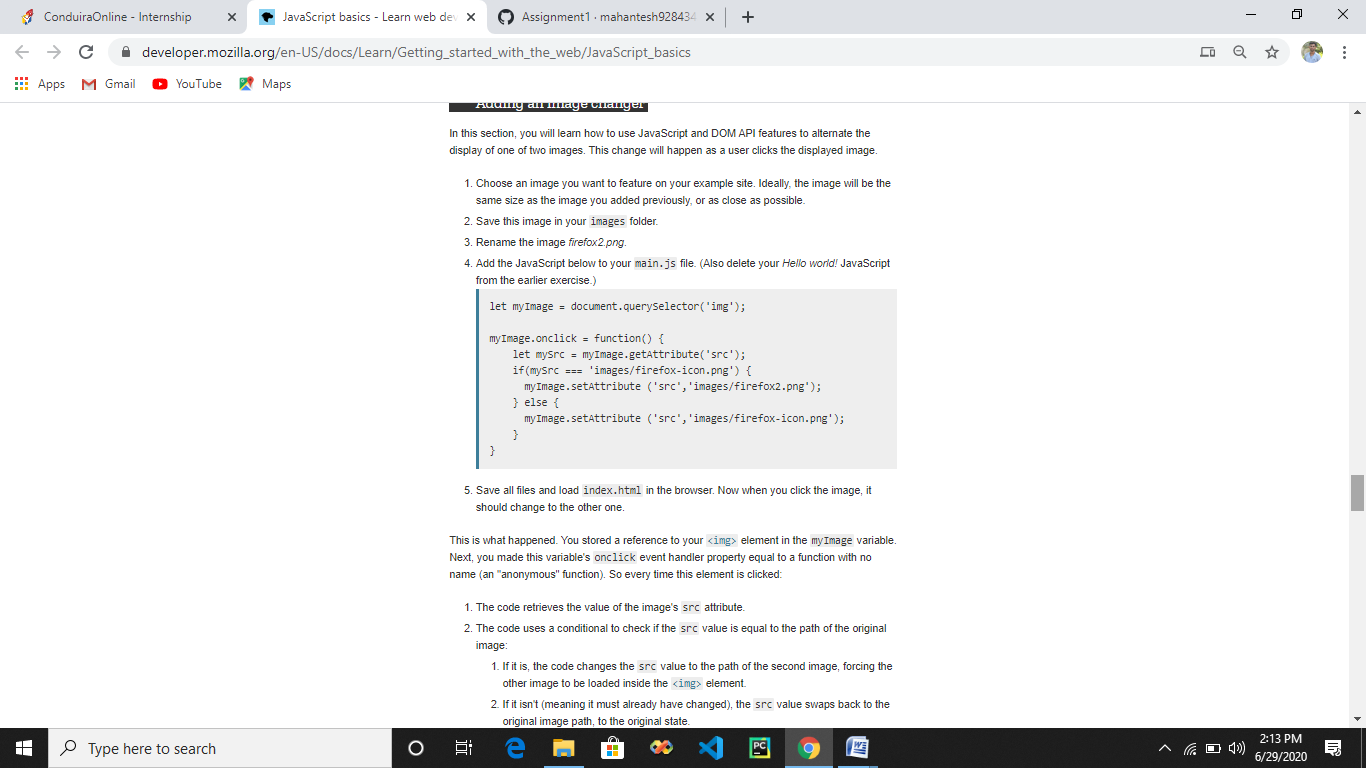 ConduiraOnline - Internship
JavaScript basics - Learn web dev
Assignment1 · mahantesh928434
developer.mozilla.org/en-US/docs/Learn/Getting_started_with_the_web/JavaScript_basics
Apps Gmail YouTube Maps
Adding an image changer
In this section, you will learn how to use JavaScript and DOM API features to alternate the
display of one of two images. This change will happen as a user clicks the displayed image.
1. Choose an image you want to feature on your example site. Ideally, the image will be the
same size as the image you added previously, or as close as possible.
2. Save this image in your images folder.
3. Rename the image firefox2.png.
4. Add the JavaScript below to your main.js file. (Also delete your Hello world! JavaScript
from the earlier exercise.)
let myImage = document.querySelector('img');
myImage.onclick = function() {
let mySrc = myImage.getAttribute('src');
if(mySrc === 'images/firefox-icon.png') {
myImage.setAttribute ('src','images/firefox2.png');
} else {
myImage.setAttribute ('src','images/firefox-icon.png');
}
}
5. Save all files and load index.html in the browser. Now when you click the image, it
should change to the other one.
This is what happened. You stored a reference to your <img> element in the myImage variable.
Next, you made this variable's onclick event handler property equal to a function with no
name (an "anonymous" function). So every time this element is clicked:
1. The code retrieves the value of the image's src attribute.
2. The code uses a conditional to check if the src value is equal to the path of the original
image:
1. If it is, the code changes the src value to the path of the second image, forcing the
other image to be loaded inside the <img> element.
2. If it isn't (meaning it must already have changed), the src value swaps back to the
original image path, to the original state.
Type here to search
PC
2:13 PM
6/29/2020